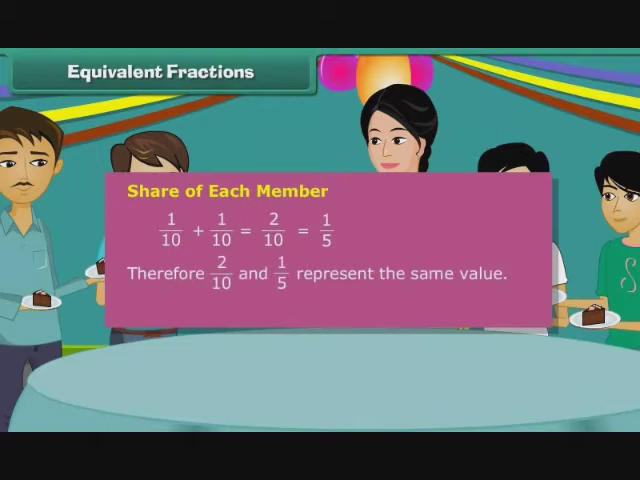 Equivalent Fractions
Share of Each Member
1/10 + 1/10 = 2/10 = 1/5
Therefore 2/10 and 1/5 represent the same value.
S